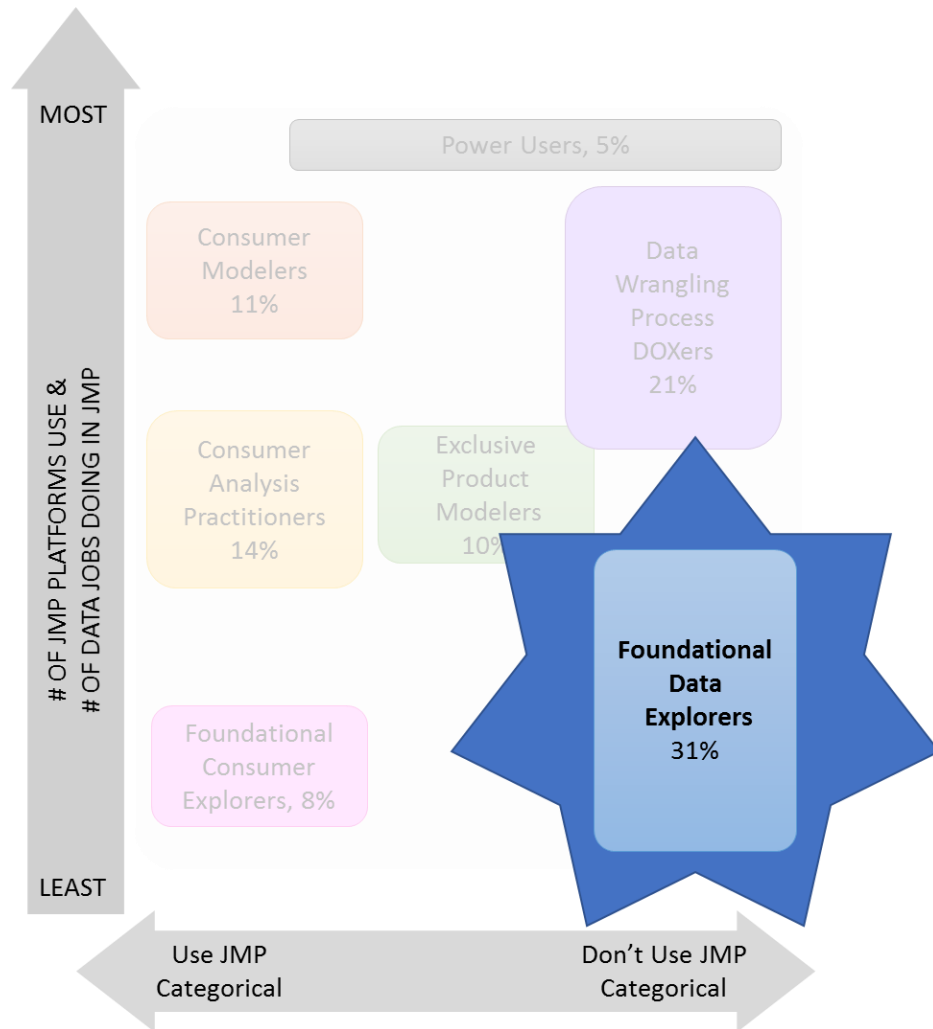 MOST
Power Users, 5%
Consumer
Modelers
11%
Data
Wrangling
Process
DOXers
21%
# OF JMP PLATFORMS USE &
# OF DATA JOBS DOING IN JMP
Consumer
Analysis
Practitioners
14%
Exclusive
Product
Modelers
10%
Foundational
Data
Explorers
31%
Foundational
Consumer
Explorers, 8%
LEAST
Use JMP
Categorical
Don't Use JMP
Categorical